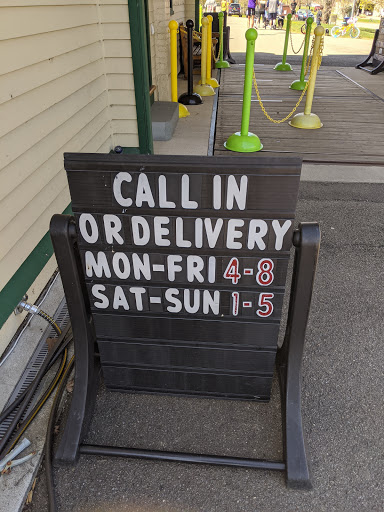 CALL IN
OR DELIVERY
MON-FRI 4-8
SAT-SUN 1-5